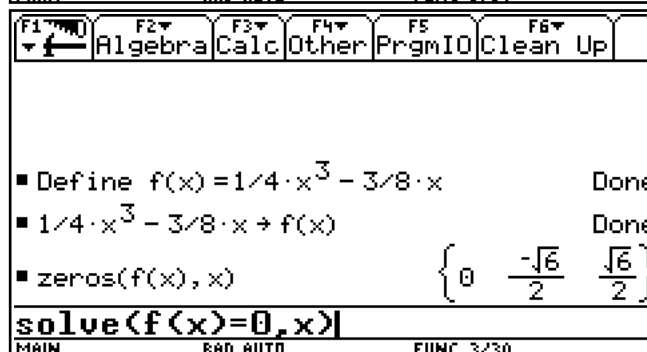 F1 F2 F3 F4 F5 F6
Algebra Calc Other PrgmIO Clean Up
Define f(x) = 1/4·x³ − 3/8·x Done
1/4·x³ − 3/8·x → f(x) Done
zeros(f(x),x) {0 -√6/2 √6/2}
solve(f(x)=0,x)
MAIN RAD AUTO FUNC 3/30